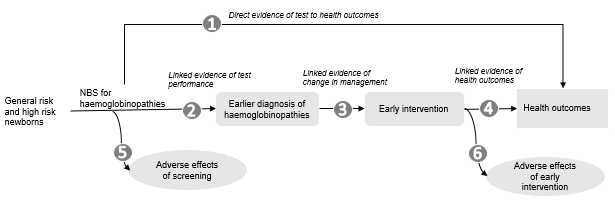 1
Direct evidence of test to health outcomes
Linked evidence of test
performance
Linked evidence of
change in management
Linked evidence of
health outcomes
General risk
and high risk
newborns
NBS for
haemoglobinopathies
2
Earlier diagnosis of
haemoglobinopathies
3
Early intervention
4
Health outcomes
5
Adverse effects
of screening
6
Adverse effects
of early
intervention